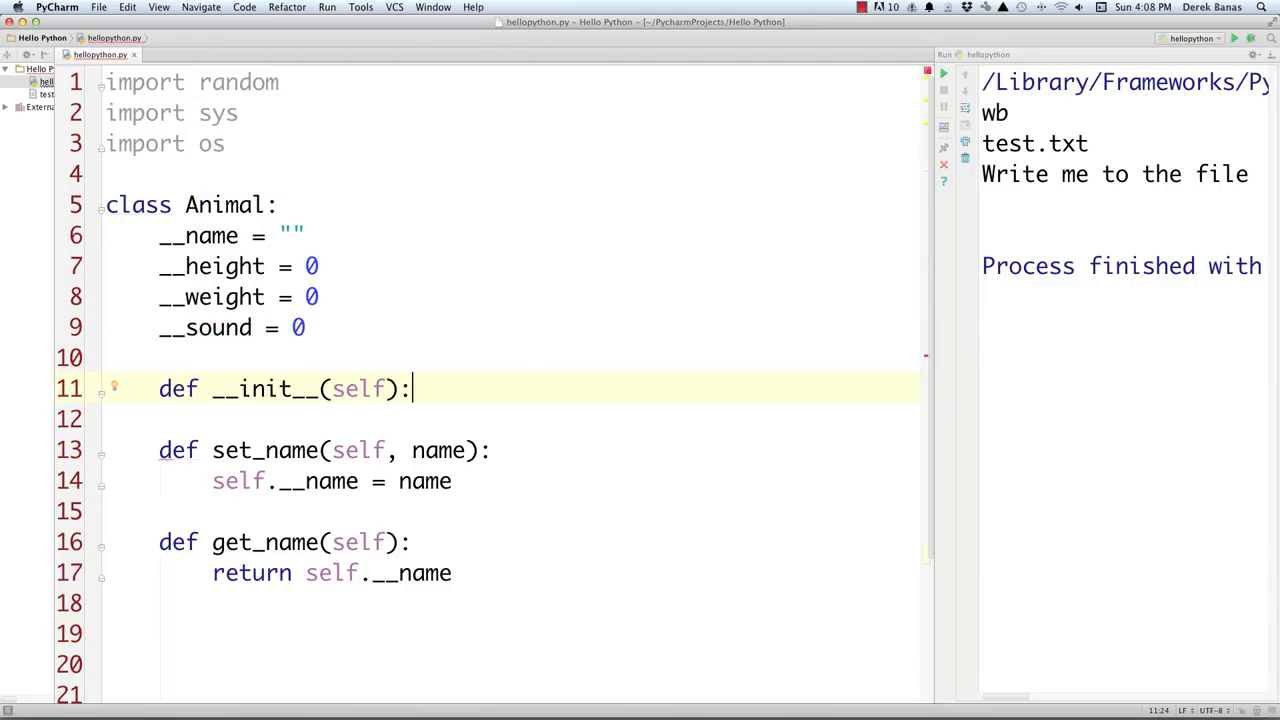 PyCharm File Edit View Navigate Code Refactor Run Tools VCS Window Help 10 Sun 4:08 PM Derek Banas
hellopython.py - Hello Python - [~/PycharmProjects/Hello Python]
Hello Python hellopython.py hellopython
hellopython.py Run hellopython
Hello P
hell
test
Externa
1 import random
2 import sys
3 import os
4
5 class Animal:
6 __name = ""
7 __height = 0
8 __weight = 0
9 __sound = 0
10
11 def __init__(self):
12
13 def set_name(self, name):
14 self.__name = name
15
16 def get_name(self):
17 return self.__name
18
19
20
21
/Library/Frameworks/Py
wb
test.txt
Write me to the file
Process finished with
11:24 LF UTF-8